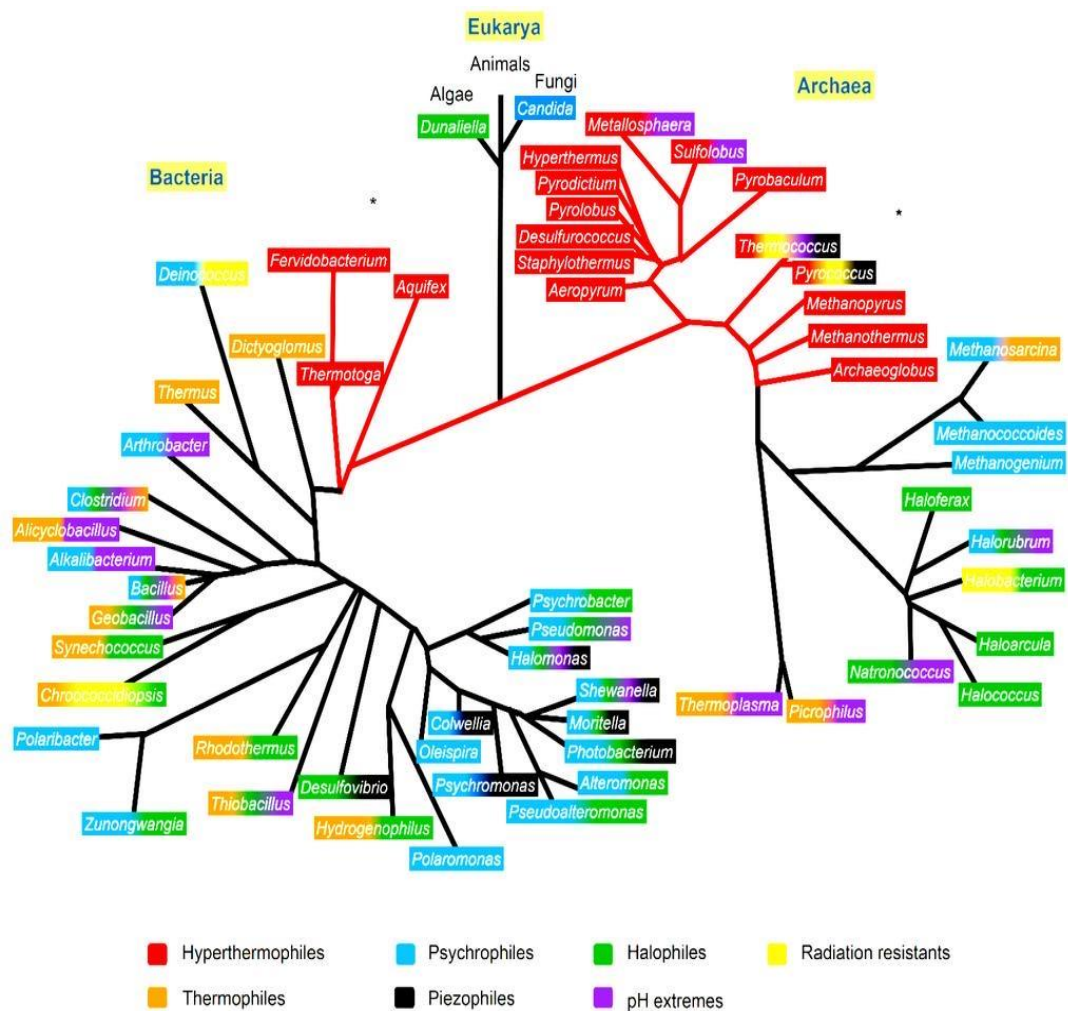 Eukarya
Animals
Algae
Fungi
Dunaliella
Candida
Archaea
Metallosphaera
Sulfolobus
Hyperthermus
Pyrodictium
Pyrolobus
Desulfurococcus
Staphylothermus
Aeropyrum
Pyrobaculum
*
Thermococcus
Pyrococcus
Methanopyrus
Methanothermus
Archaeoglobus
Methanosarcina
Methanococcoides
Methanogenium
Haloferax
Halorubrum
Halobacterium
Haloarcula
Halococcus
Natronococcus
Picrophilus
Thermoplasma
Bacteria
*
Fervidobacterium
Aquifex
Thermotoga
Deinococcus
Dictyoglomus
Thermus
Arthrobacter
Clostridium
Alicyclobacillus
Alkalibacterium
Bacillus
Geobacillus
Synechococcus
Chroococcidiopsis
Polaribacter
Zunongwangia
Rhodothermus
Thiobacillus
Desulfovibrio
Hydrogenophilus
Polaromonas
Oleispira
Colwellia
Psychromonas
Pseudoalteromonas
Alteromonas
Photobacterium
Moritella
Shewanella
Halomonas
Pseudomonas
Psychrobacter
Hyperthermophiles
Psychrophiles
Halophiles
Radiation resistants
Thermophiles
Piezophiles
pH extremes